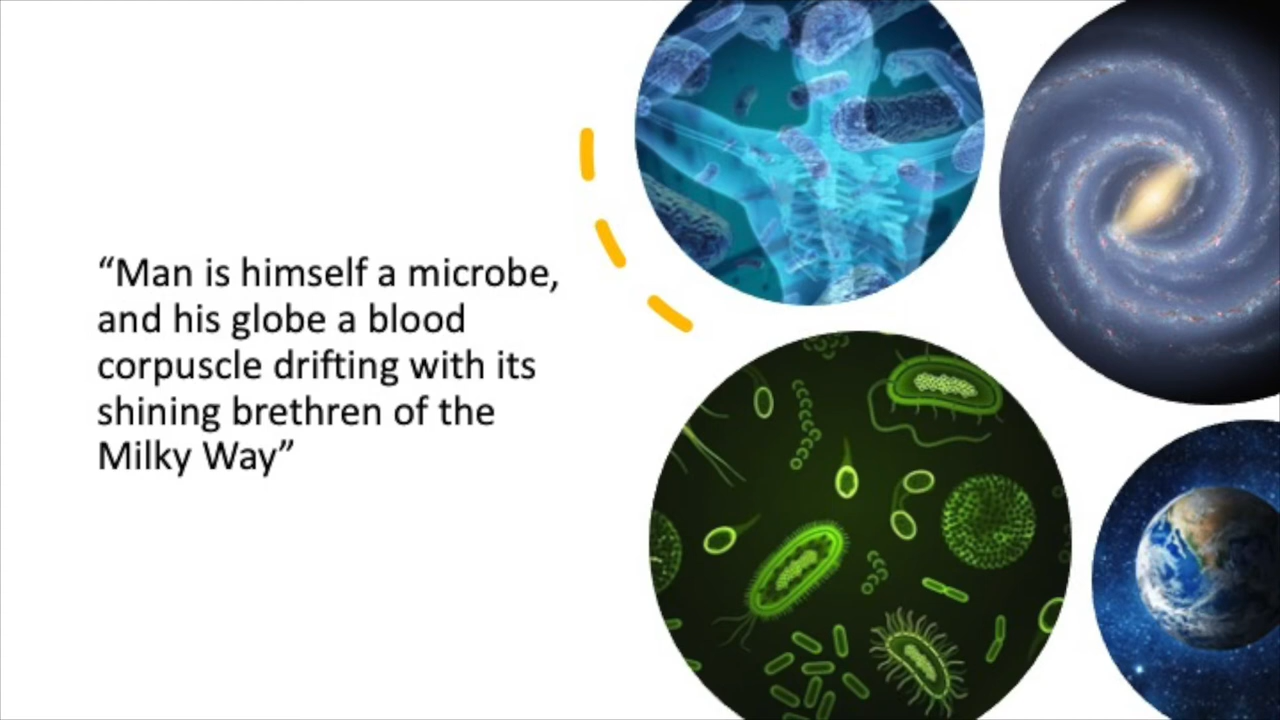 “Man is himself a microbe,
and his globe a blood
corpuscle drifting with its
shining brethren of the
Milky Way”